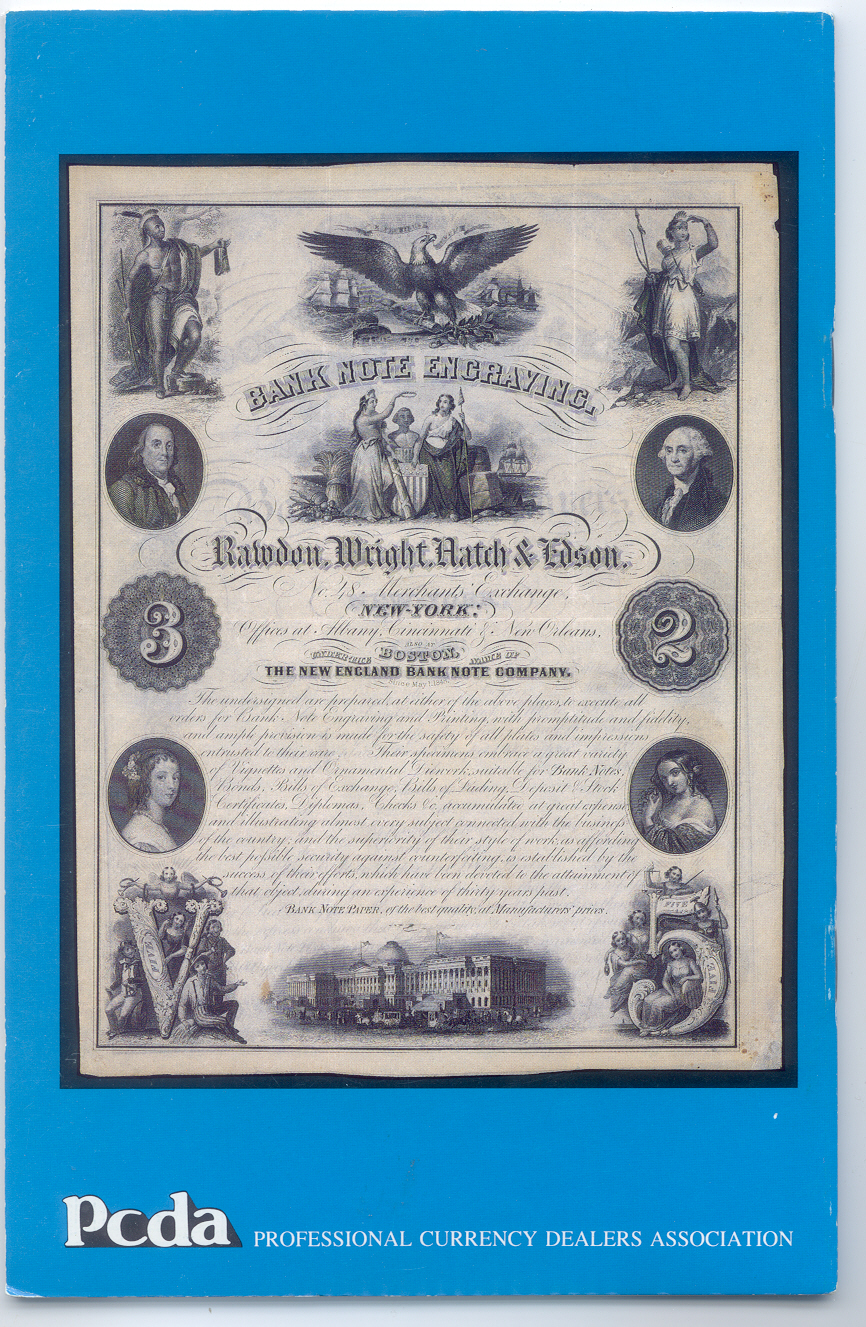 BANK NOTE ENGRAVING.
Rawdon, Wright, Hatch & Edson.
No. 48 Merchants' Exchange,
NEW-YORK:
Offices at Albany, Cincinnati & New Orleans,
ALSO AT
UNDER THE BOSTON, NAME OF
THE NEW ENGLAND BANK NOTE COMPANY.
3
2
The undersigned are prepared, at either of the above places, to execute all
orders for Bank Note Engraving and Printing, with promptitude and fidelity,
and ample provision is made for the safety of all plates and impressions
entrusted to their care. Their specimens embrace a great variety
of Vignettes and Ornamental Diework, suitable for Bank Notes,
Bonds, Bills of Exchange, Bills of Lading, Deposit & Stock
Certificates, Diplomas, Checks &c, accumulated at great expense,
and illustrating almost every subject connected with the business
of the country; and the superiority of their style of work, as affording
the best possible security against counterfeiting, is established by the
success of their efforts, which have been devoted to the attainment of
that object, during an experience of thirty years past.
BANK NOTE PAPER, of the best quality, at Manufacturers' prices.
V
FIVE
5
Pcda PROFESSIONAL CURRENCY DEALERS ASSOCIATION